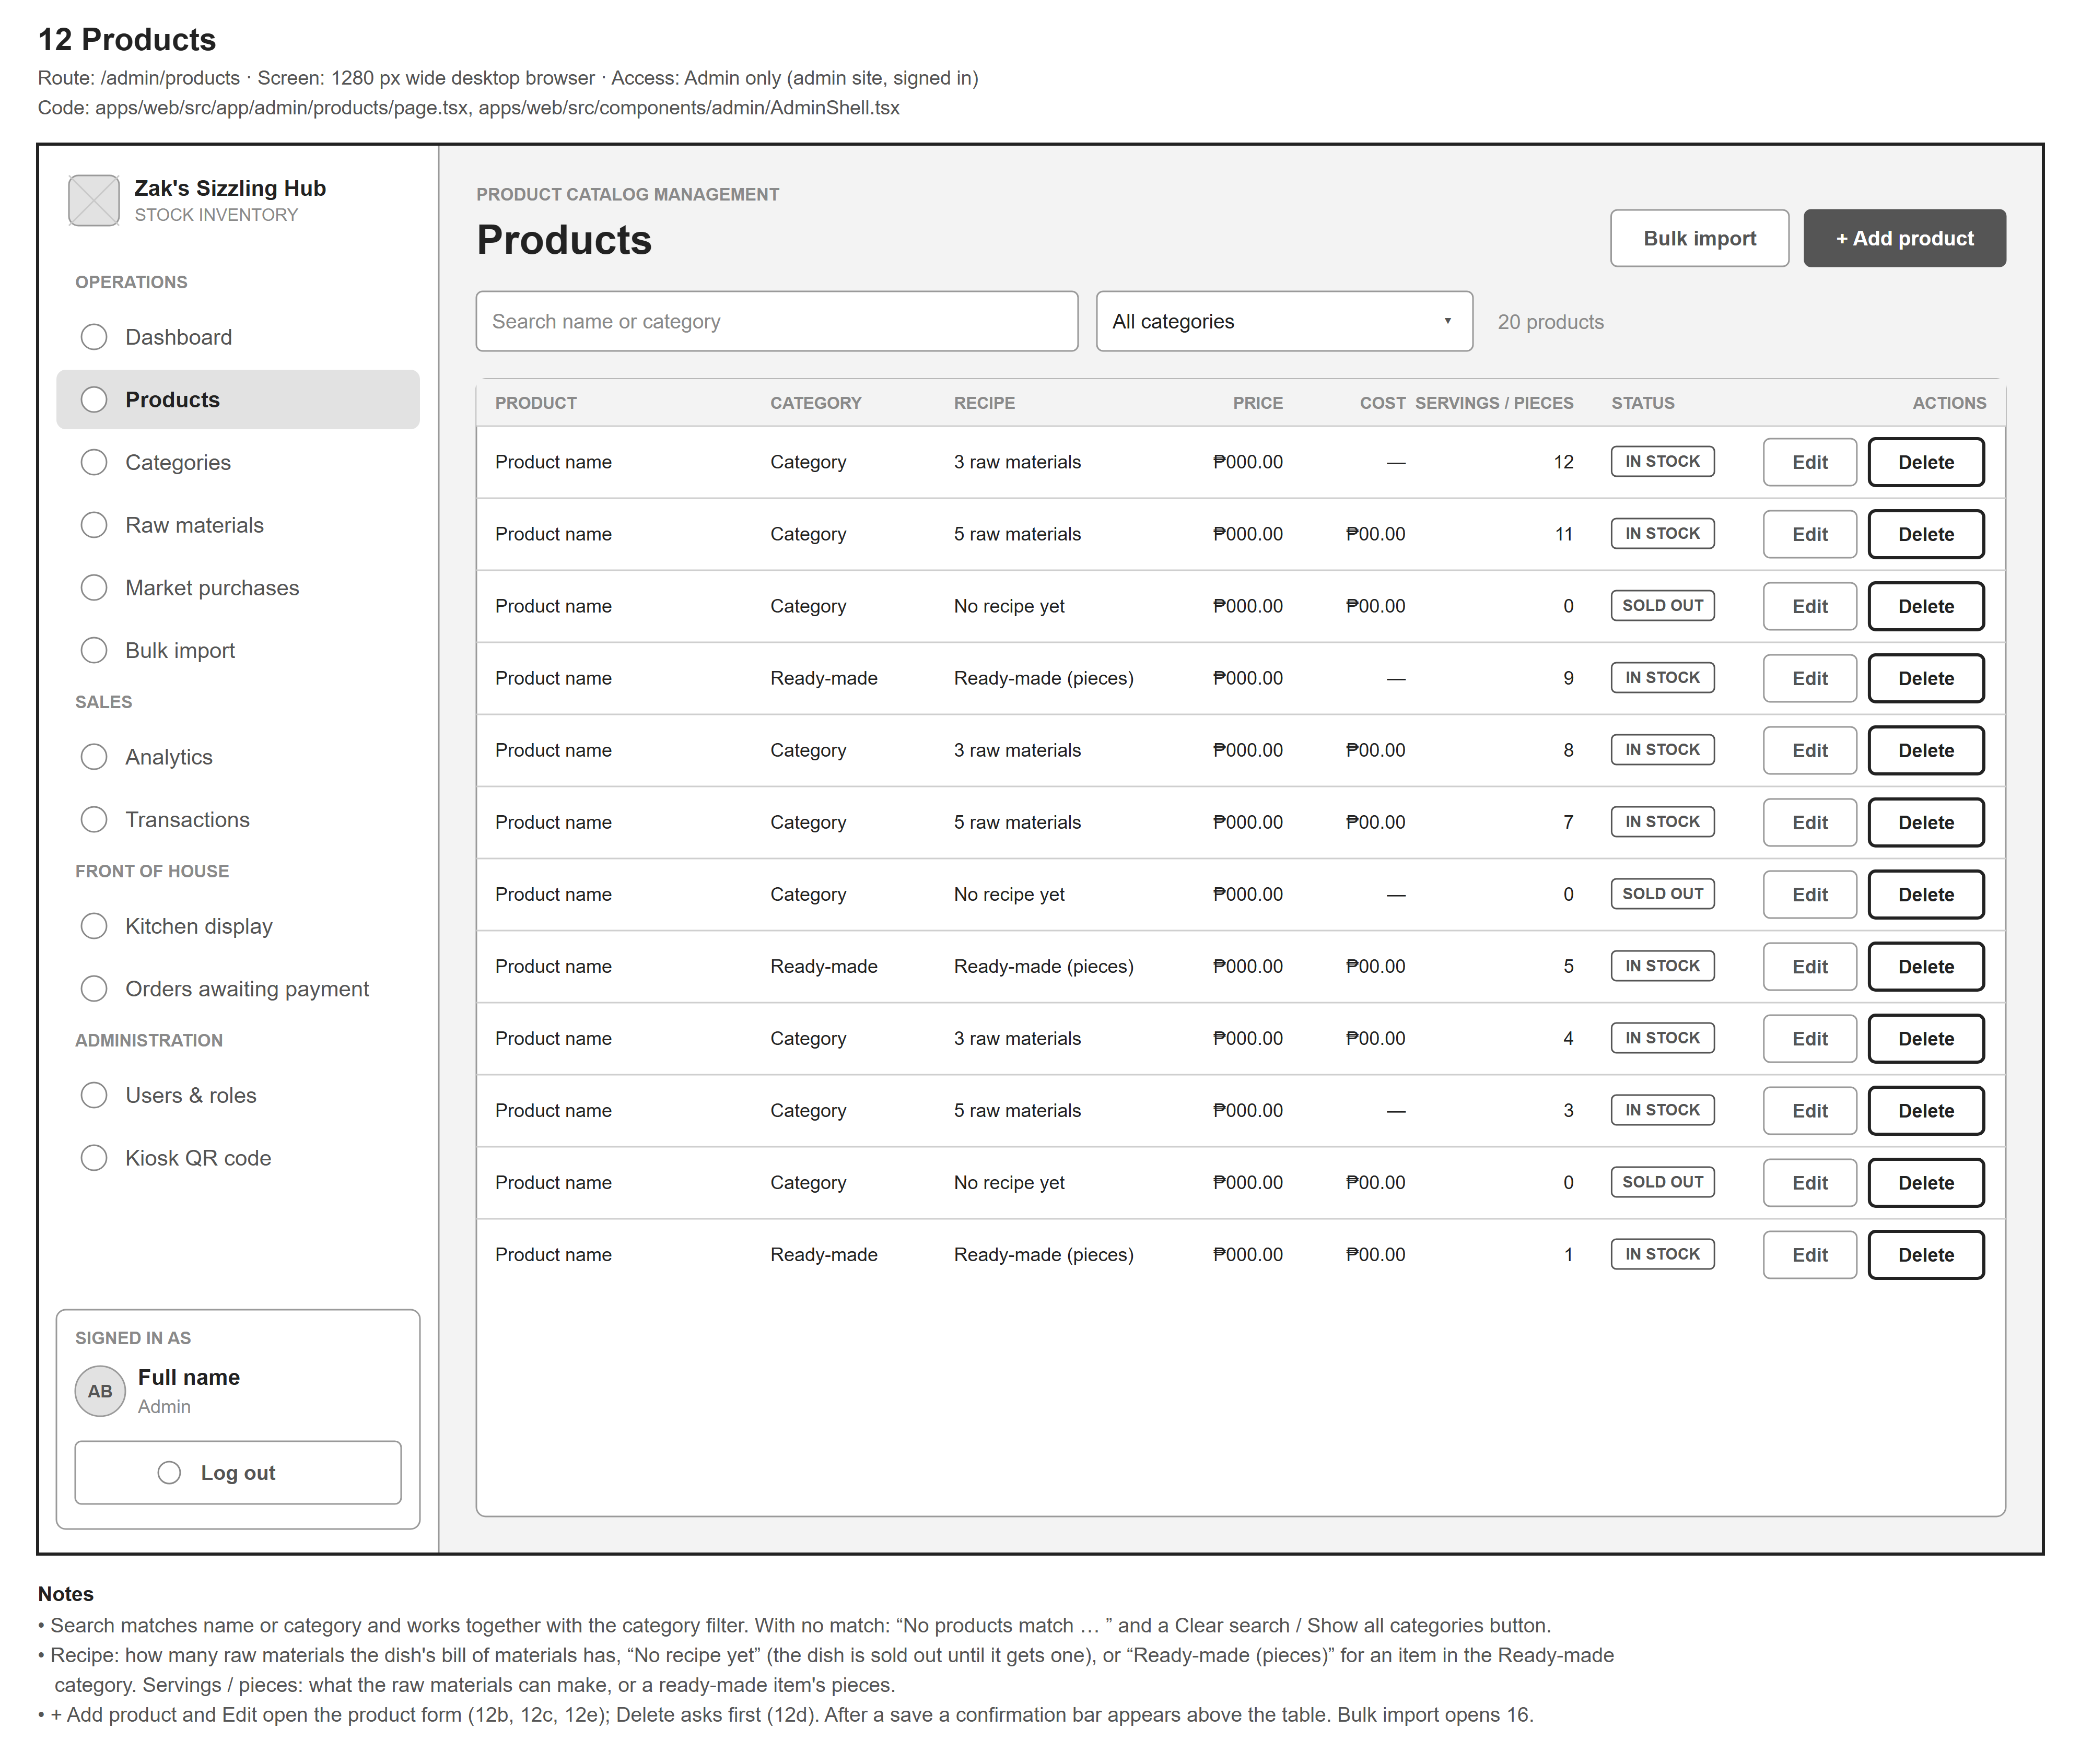 12 Products
Route: /admin/products · Screen: 1280 px wide desktop browser · Access: Admin only (admin site, signed in)
Code: apps/web/src/app/admin/products/page.tsx, apps/web/src/components/admin/AdminShell.tsx
Zak's Sizzling Hub
STOCK INVENTORY
OPERATIONS
Dashboard
Products
Categories
Raw materials
Market purchases
Bulk import
SALES
Analytics
Transactions
FRONT OF HOUSE
Kitchen display
Orders awaiting payment
ADMINISTRATION
Users & roles
Kiosk QR code
SIGNED IN AS
AB
Full name
Admin
Log out
PRODUCT CATALOG MANAGEMENT
Products
Bulk import
+ Add product
Search name or category
All categories
20 products
PRODUCT CATEGORY RECIPE PRICE COST SERVINGS / PIECES STATUS ACTIONS
Product name Category 3 raw materials ₱000.00 — 12 IN STOCK Edit Delete
Product name Category 5 raw materials ₱000.00 ₱00.00 11 IN STOCK Edit Delete
Product name Category No recipe yet ₱000.00 ₱00.00 0 SOLD OUT Edit Delete
Product name Ready-made Ready-made (pieces) ₱000.00 — 9 IN STOCK Edit Delete
Product name Category 3 raw materials ₱000.00 ₱00.00 8 IN STOCK Edit Delete
Product name Category 5 raw materials ₱000.00 ₱00.00 7 IN STOCK Edit Delete
Product name Category No recipe yet ₱000.00 — 0 SOLD OUT Edit Delete
Product name Ready-made Ready-made (pieces) ₱000.00 ₱00.00 5 IN STOCK Edit Delete
Product name Category 3 raw materials ₱000.00 ₱00.00 4 IN STOCK Edit Delete
Product name Category 5 raw materials ₱000.00 — 3 IN STOCK Edit Delete
Product name Category No recipe yet ₱000.00 ₱00.00 0 SOLD OUT Edit Delete
Product name Ready-made Ready-made (pieces) ₱000.00 ₱00.00 1 IN STOCK Edit Delete
Notes
• Search matches name or category and works together with the category filter. With no match: “No products match … ” and a Clear search / Show all categories button.
• Recipe: how many raw materials the dish's bill of materials has, “No recipe yet” (the dish is sold out until it gets one), or “Ready-made (pieces)” for an item in the Ready-made
category. Servings / pieces: what the raw materials can make, or a ready-made item's pieces.
• + Add product and Edit open the product form (12b, 12c, 12e); Delete asks first (12d). After a save a confirmation bar appears above the table. Bulk import opens 16.